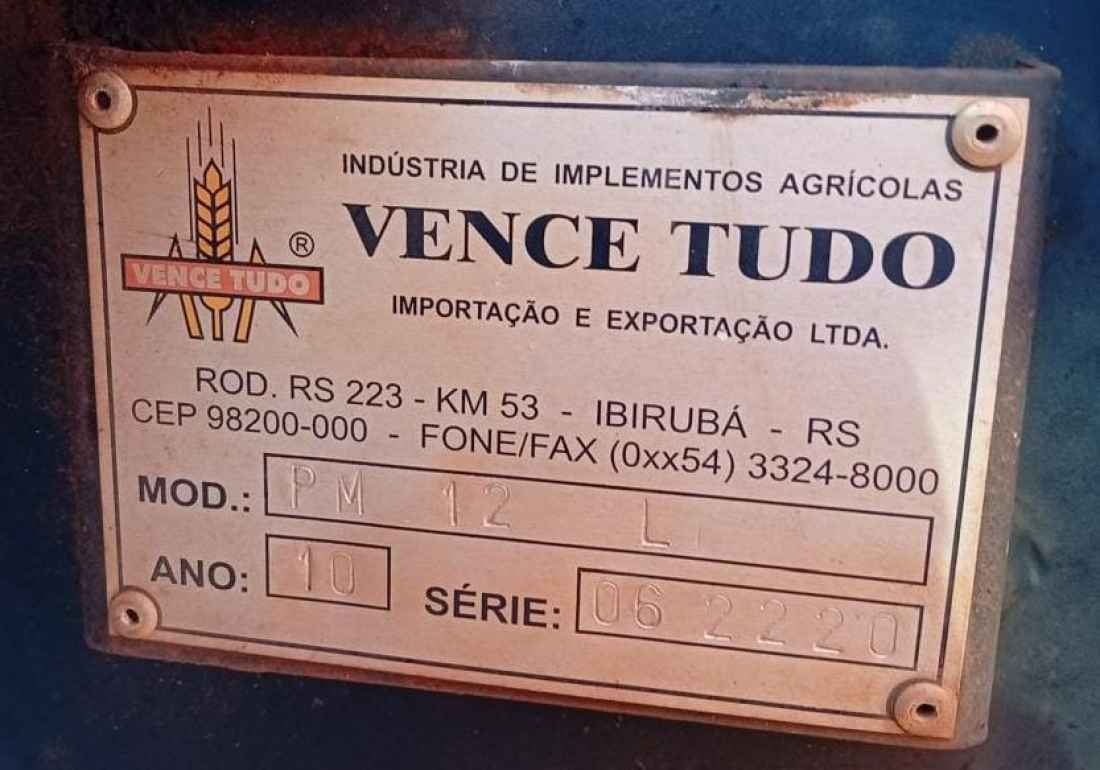 INDÚSTRIA DE IMPLEMENTOS AGRÍCOLAS
VENCE TUDO ®
VENCE TUDO
IMPORTAÇÃO E EXPORTAÇÃO LTDA.
ROD. RS 223 - KM 53 - IBIRUBÁ - RS
CEP 98200-000 - FONE/FAX (0xx54) 3324-8000
MOD.: PM 12 L
ANO: 10 SÉRIE: 06 2220